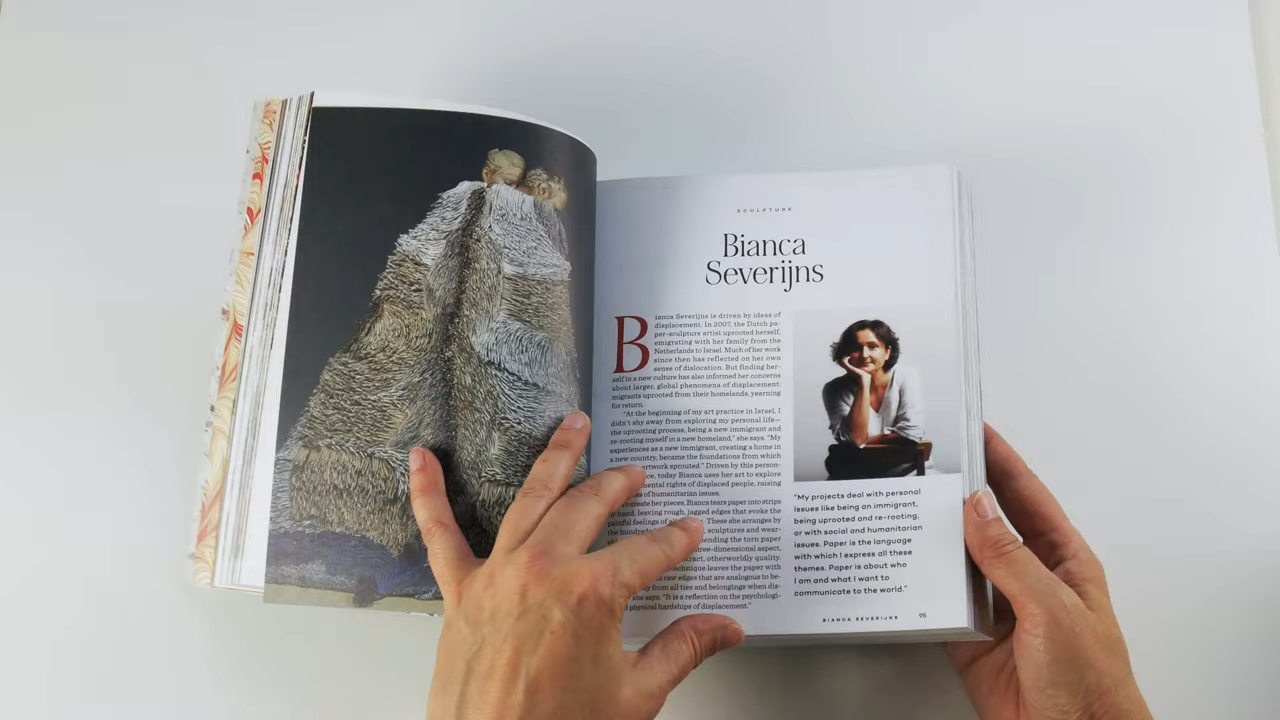 SCULPTURE
Bianca
Severijns
Bianca Severijns is driven by ideas of
displacement. In 2007, the Dutch pa-
per-sculpture artist uprooted herself,
emigrating with her family from the
Netherlands to Israel. Much of her work
since then has reflected on her own
sense of dislocation. But finding her-
self in a new culture has also informed her concerns
about larger, global phenomena of displacement:
migrants uprooted from their homelands, yearning
for return.
"At the beginning of my art practice in Israel, I
didn't shy away from exploring my personal life—
the uprooting process, being a new immigrant and
re-rooting myself in a new homeland," she says. "My
experiences as a new immigrant, creating a home in
a new country, became the foundations from which
artwork sprouted." Driven by this person-
today Bianca uses her art to explore
rights of displaced people, raising
of humanitarian issues.
create her pieces, Bianca tears paper into strips
by hand, leaving rough, jagged edges that evoke the
painful feelings of These she arranges by
the sculptures and wear-
the torn paper
three-dimensional aspect,
otherworldly quality.
technique leaves the paper with
raw edges that are analogous to be-
from all ties and belongings when dis-
she says. "It is a reflection on the psychologi-
physical hardships of displacement."
"My projects deal with personal
issues like being an immigrant,
being uprooted and re-rooting,
or with social and humanitarian
issues. Paper is the language
with which I express all these
themes. Paper is about who
I am and what I want to
communicate to the world."
BIANCA SEVERIJNS 95